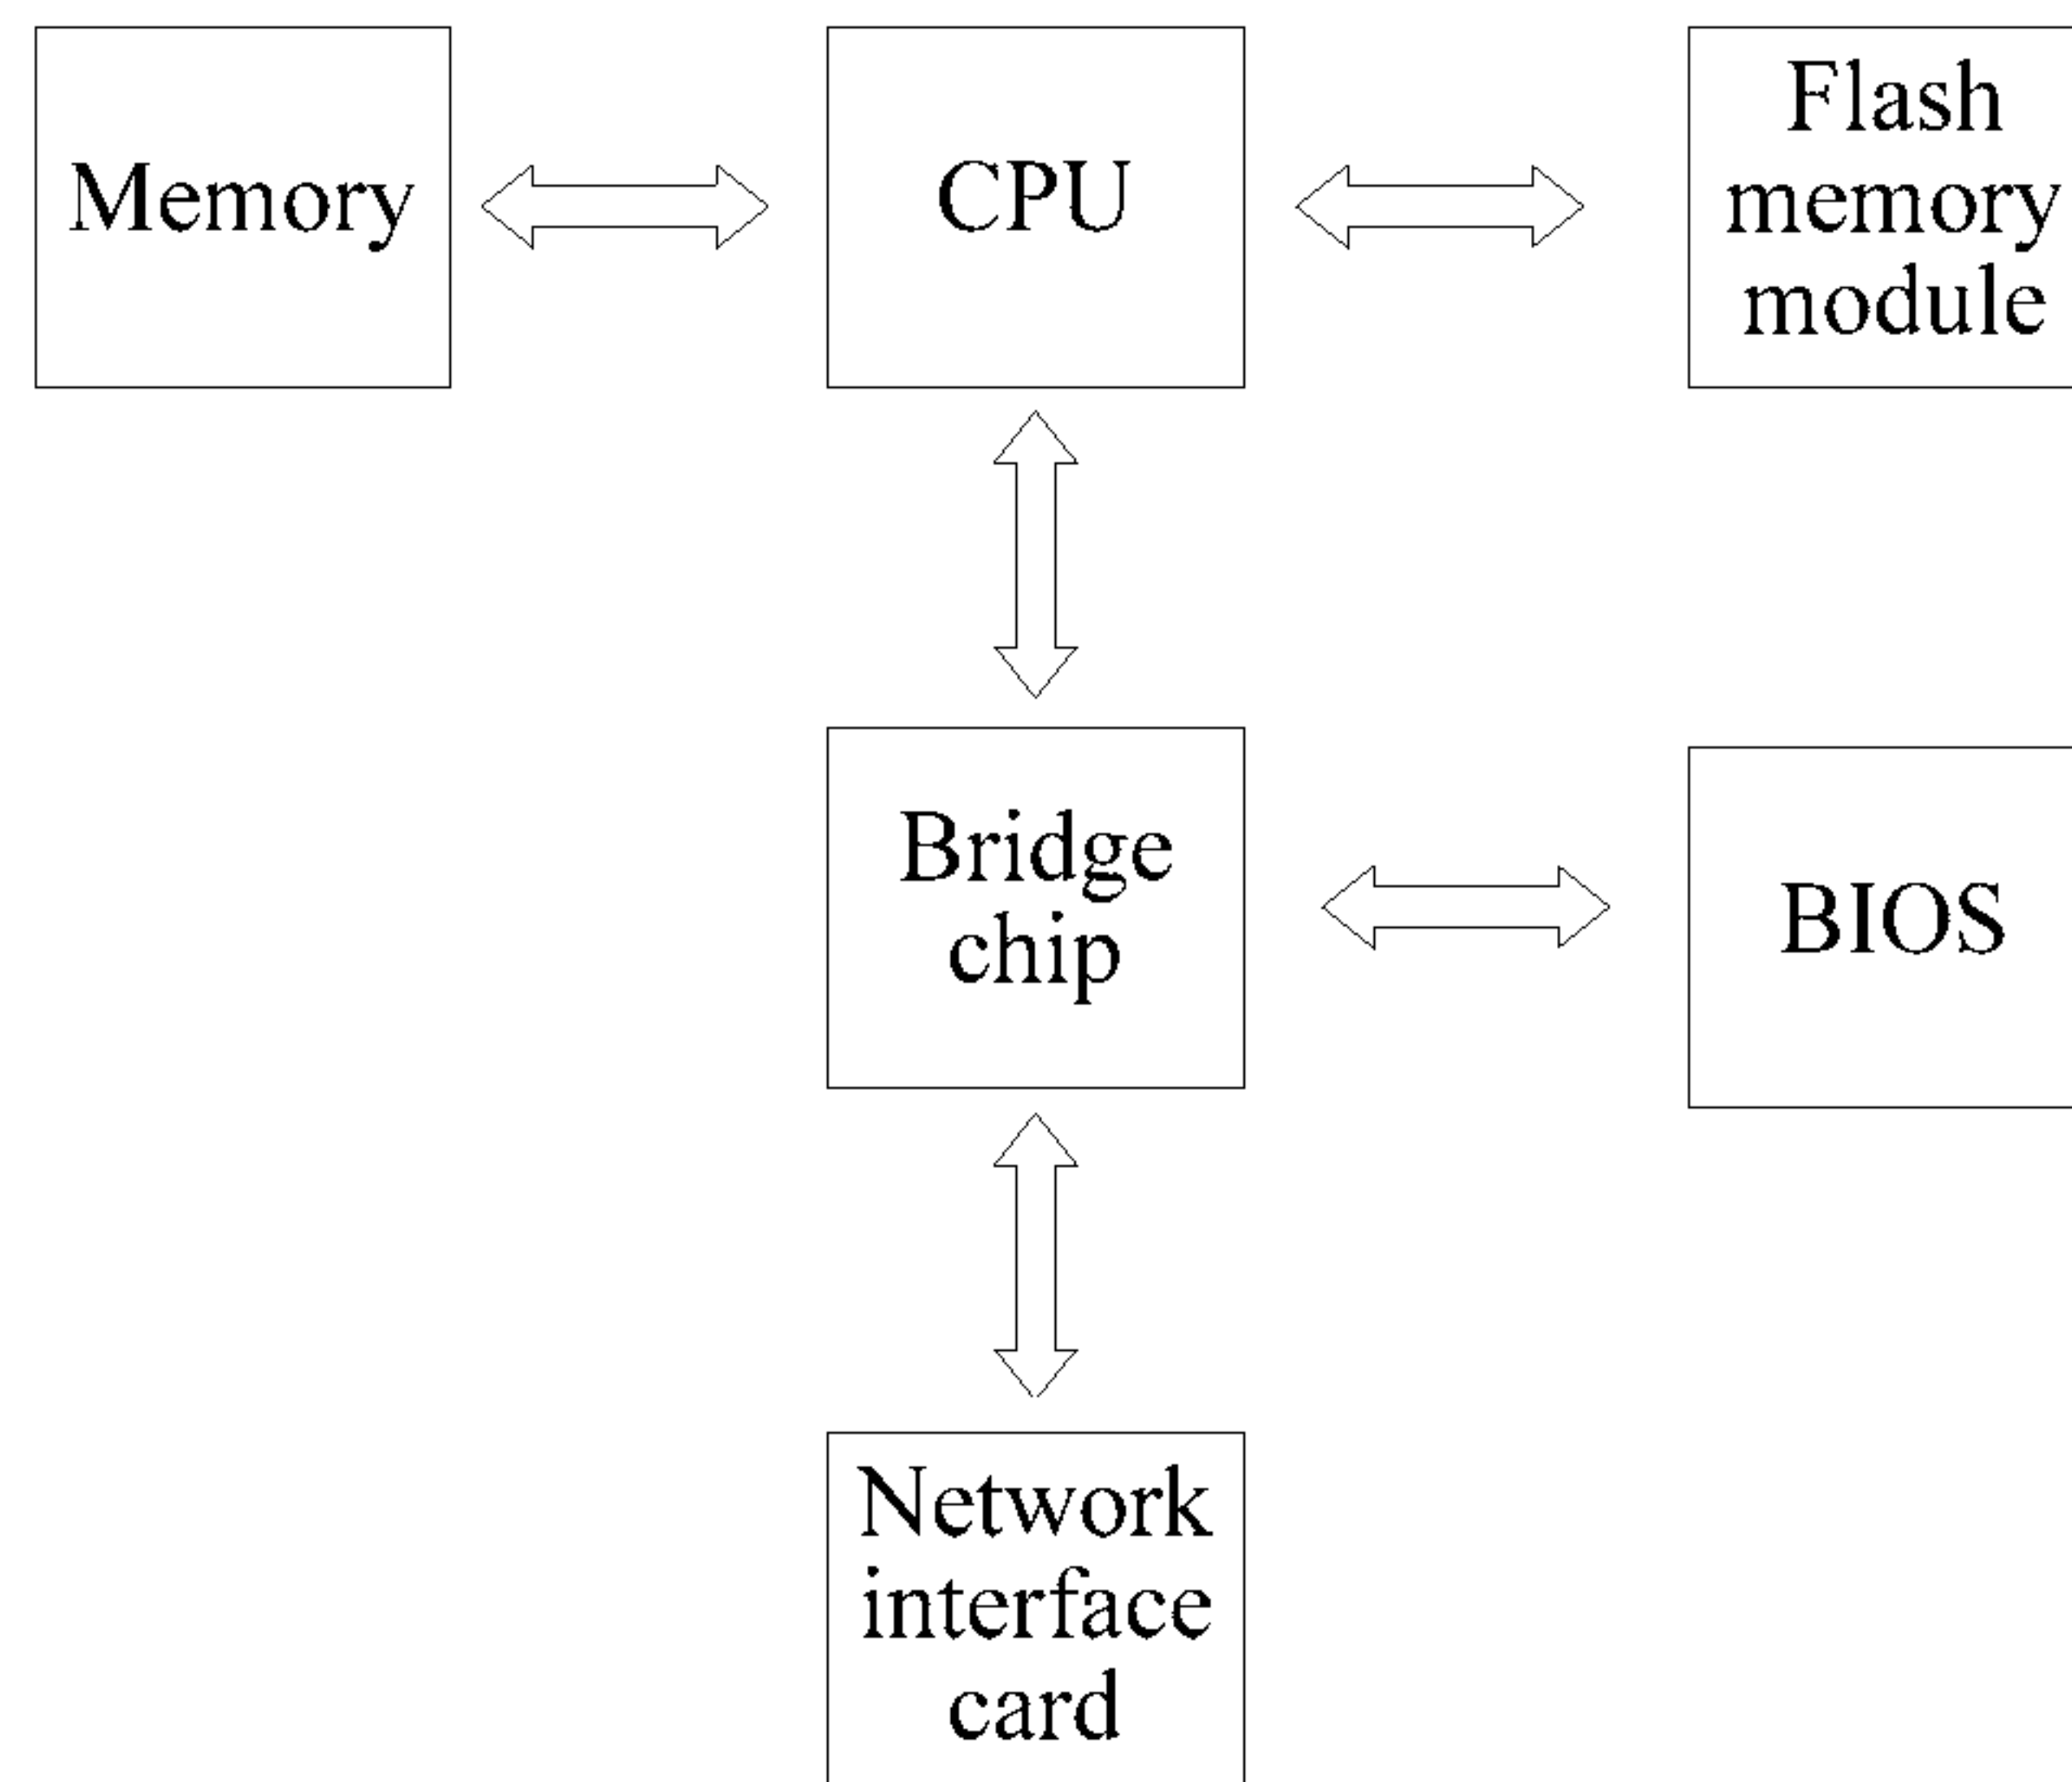 Memory
CPU
Flash
memory
module
Bridge
chip
BIOS
Network
interface
card